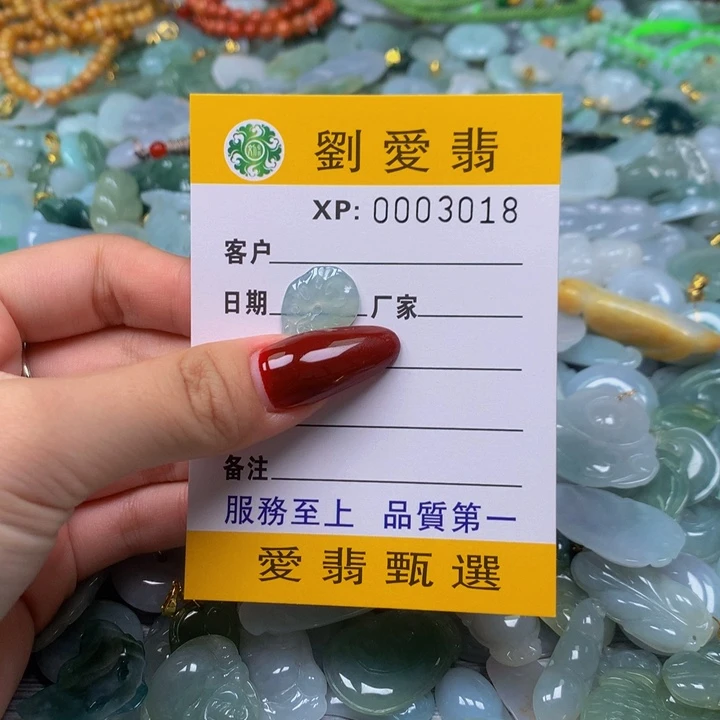 劉愛翡
XP: 0003018
客户
日期 厂家
备注
服務至上 品質第一
愛翡甄選